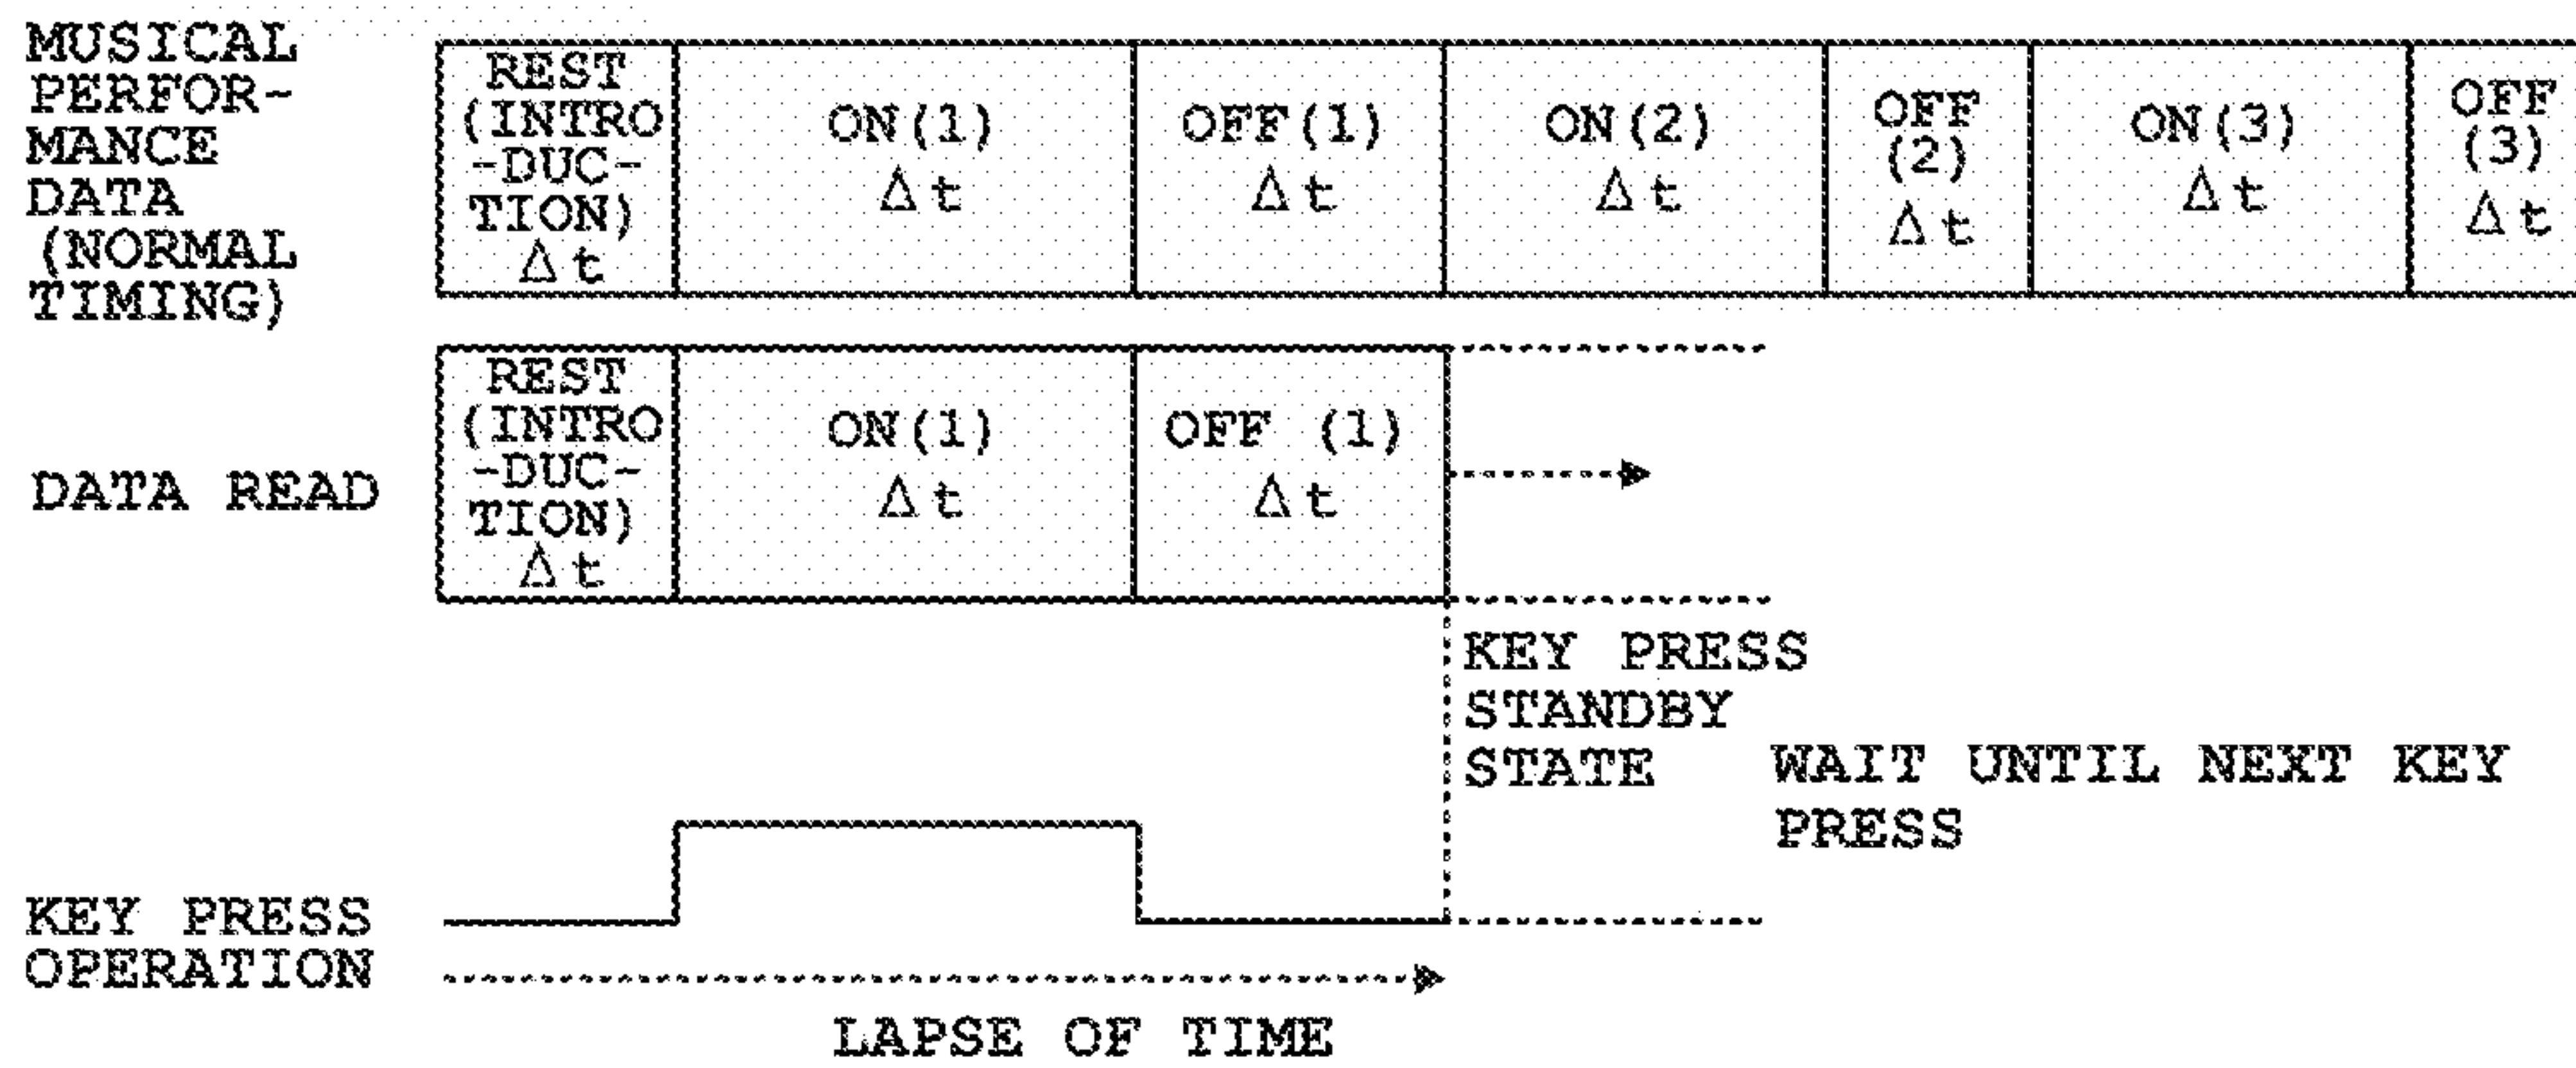 MUSICAL
PERFOR-
MANCE
DATA
(NORMAL
TIMING)
REST
(INTRO
-DUC-
TION)
Δt
ON(1)
Δt
OFF(1)
Δt
ON(2)
Δt
OFF
(2)
Δt
ON(3)
Δt
OFF
(3)
Δt
DATA READ
REST
(INTRO
-DUC-
TION)
Δt
ON(1)
Δt
OFF (1)
Δt
KEY PRESS
STANDBY
STATE
WAIT UNTIL NEXT KEY
PRESS
KEY PRESS
OPERATION
LAPSE OF TIME